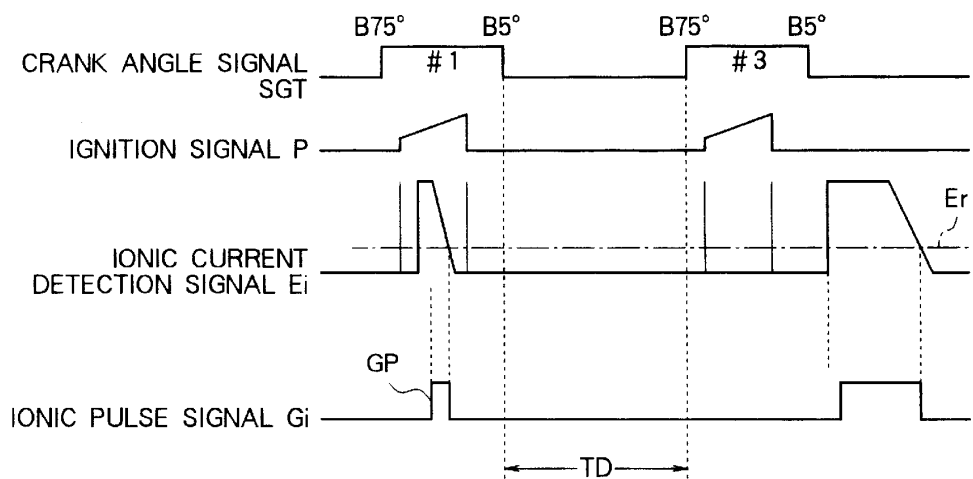 B75° B5° B75° B5°
CRANK ANGLE SIGNAL
SGT
#1 #3
IGNITION SIGNAL P
Er
IONIC CURRENT
DETECTION SIGNAL Ei
GP
IONIC PULSE SIGNAL Gi
TD